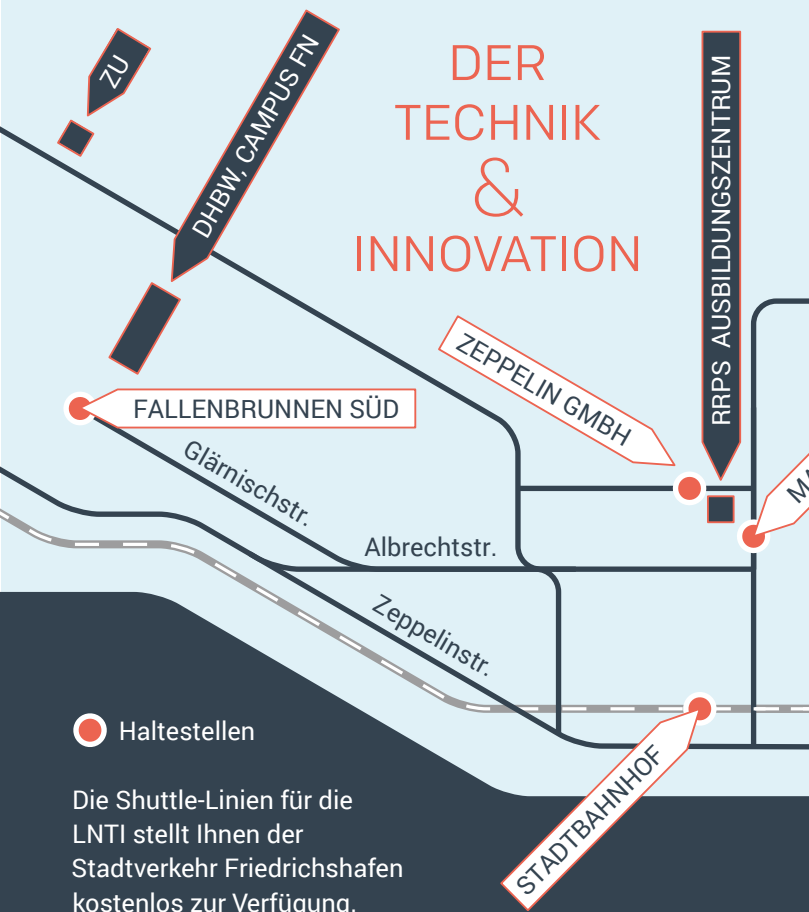 DER
TECHNIK
&
INNOVATION
ZU
DHBW, CAMPUS FN
RRPS AUSBILDUNGSZENTRUM
ZEPPELIN GMBH
FALLENBRUNNEN SÜD
Glärnischstr.
Albrechtstr.
Zeppelinstr.
STADTBAHNHOF
Haltestellen
Die Shuttle-Linien für die
LNTI stellt Ihnen der
Stadtverkehr Friedrichshafen
kostenlos zur Verfügung.